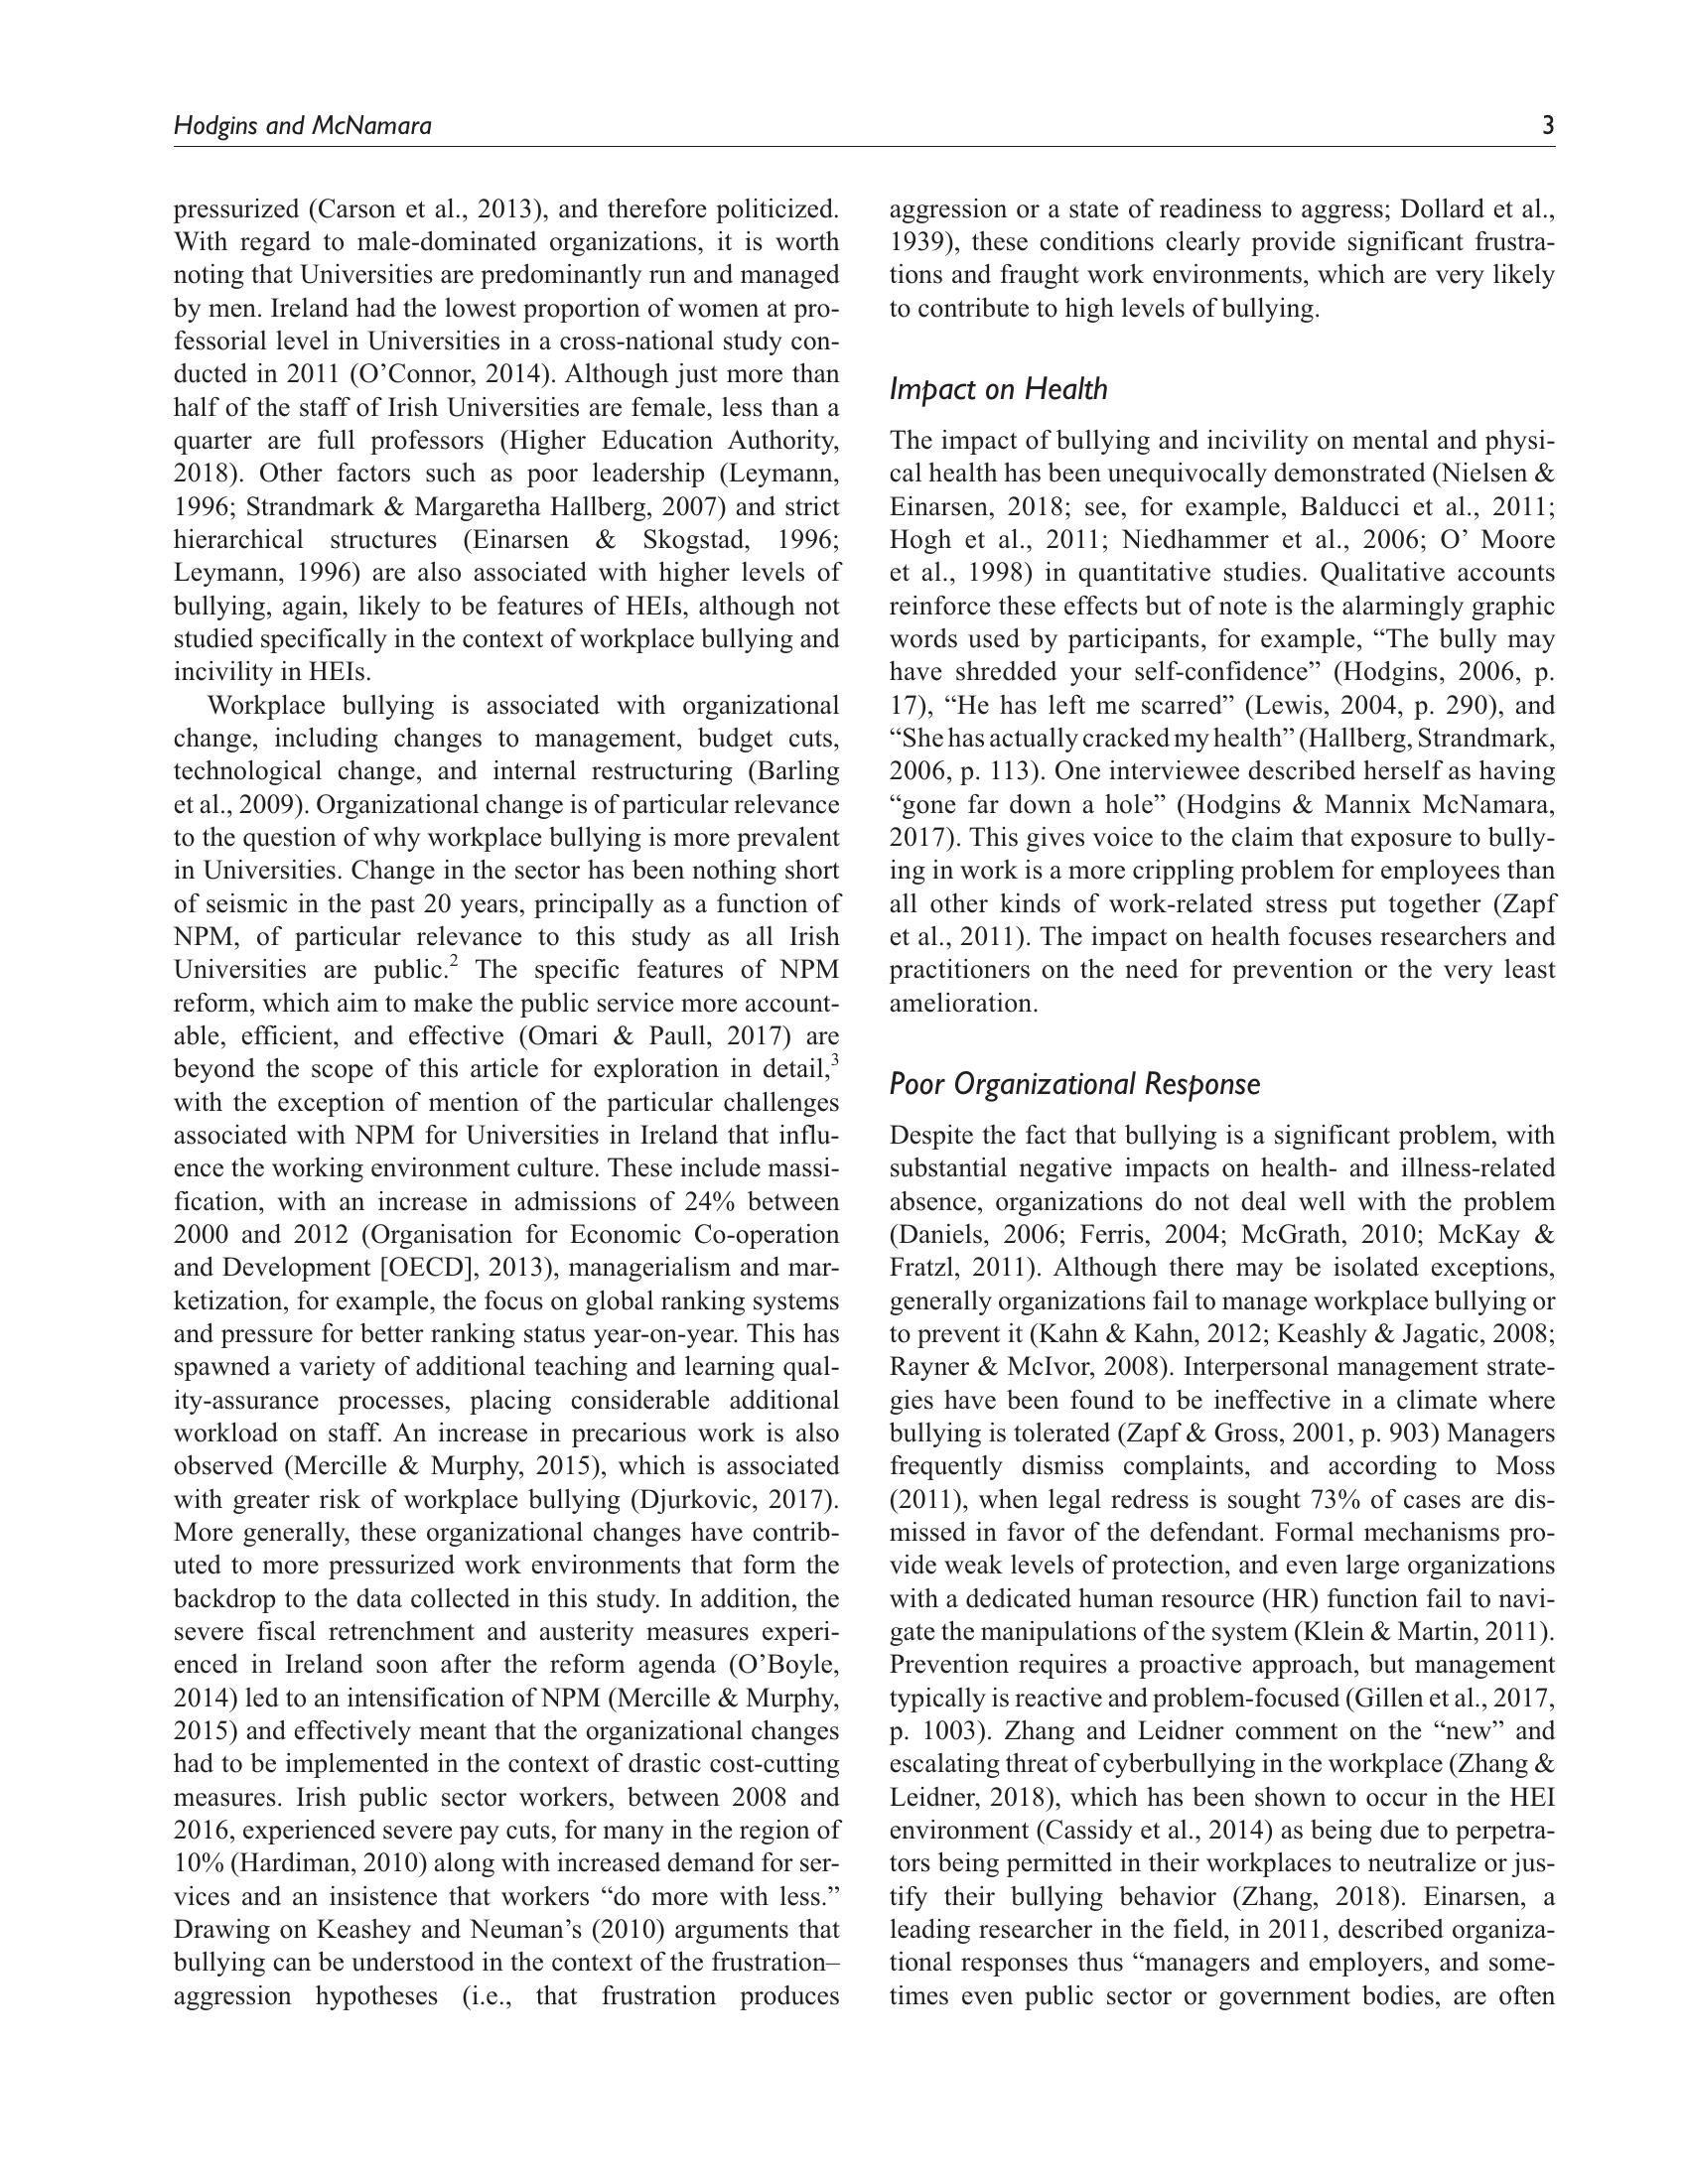 Hodgins and McNamara 3
pressurized (Carson et al., 2013), and therefore politicized.
With regard to male-dominated organizations, it is worth
noting that Universities are predominantly run and managed
by men. Ireland had the lowest proportion of women at pro-
fessorial level in Universities in a cross-national study con-
ducted in 2011 (O’Connor, 2014). Although just more than
half of the staff of Irish Universities are female, less than a
quarter are full professors (Higher Education Authority,
2018). Other factors such as poor leadership (Leymann,
1996; Strandmark & Margaretha Hallberg, 2007) and strict
hierarchical structures (Einarsen & Skogstad, 1996;
Leymann, 1996) are also associated with higher levels of
bullying, again, likely to be features of HEIs, although not
studied specifically in the context of workplace bullying and
incivility in HEIs.
Workplace bullying is associated with organizational
change, including changes to management, budget cuts,
technological change, and internal restructuring (Barling
et al., 2009). Organizational change is of particular relevance
to the question of why workplace bullying is more prevalent
in Universities. Change in the sector has been nothing short
of seismic in the past 20 years, principally as a function of
NPM, of particular relevance to this study as all Irish
Universities are public.2 The specific features of NPM
reform, which aim to make the public service more account-
able, efficient, and effective (Omari & Paull, 2017) are
beyond the scope of this article for exploration in detail,3
with the exception of mention of the particular challenges
associated with NPM for Universities in Ireland that influ-
ence the working environment culture. These include massi-
fication, with an increase in admissions of 24% between
2000 and 2012 (Organisation for Economic Co-operation
and Development [OECD], 2013), managerialism and mar-
ketization, for example, the focus on global ranking systems
and pressure for better ranking status year-on-year. This has
spawned a variety of additional teaching and learning qual-
ity-assurance processes, placing considerable additional
workload on staff. An increase in precarious work is also
observed (Mercille & Murphy, 2015), which is associated
with greater risk of workplace bullying (Djurkovic, 2017).
More generally, these organizational changes have contrib-
uted to more pressurized work environments that form the
backdrop to the data collected in this study. In addition, the
severe fiscal retrenchment and austerity measures experi-
enced in Ireland soon after the reform agenda (O’Boyle,
2014) led to an intensification of NPM (Mercille & Murphy,
2015) and effectively meant that the organizational changes
had to be implemented in the context of drastic cost-cutting
measures. Irish public sector workers, between 2008 and
2016, experienced severe pay cuts, for many in the region of
10% (Hardiman, 2010) along with increased demand for ser-
vices and an insistence that workers “do more with less.”
Drawing on Keashey and Neuman’s (2010) arguments that
bullying can be understood in the context of the frustration–
aggression hypotheses (i.e., that frustration produces
aggression or a state of readiness to aggress; Dollard et al.,
1939), these conditions clearly provide significant frustra-
tions and fraught work environments, which are very likely
to contribute to high levels of bullying.
Impact on Health
The impact of bullying and incivility on mental and physi-
cal health has been unequivocally demonstrated (Nielsen &
Einarsen, 2018; see, for example, Balducci et al., 2011;
Hogh et al., 2011; Niedhammer et al., 2006; O’ Moore
et al., 1998) in quantitative studies. Qualitative accounts
reinforce these effects but of note is the alarmingly graphic
words used by participants, for example, “The bully may
have shredded your self-confidence” (Hodgins, 2006, p.
17), “He has left me scarred” (Lewis, 2004, p. 290), and
“She has actually cracked my health” (Hallberg, Strandmark,
2006, p. 113). One interviewee described herself as having
“gone far down a hole” (Hodgins & Mannix McNamara,
2017). This gives voice to the claim that exposure to bully-
ing in work is a more crippling problem for employees than
all other kinds of work-related stress put together (Zapf
et al., 2011). The impact on health focuses researchers and
practitioners on the need for prevention or the very least
amelioration.
Poor Organizational Response
Despite the fact that bullying is a significant problem, with
substantial negative impacts on health- and illness-related
absence, organizations do not deal well with the problem
(Daniels, 2006; Ferris, 2004; McGrath, 2010; McKay &
Fratzl, 2011). Although there may be isolated exceptions,
generally organizations fail to manage workplace bullying or
to prevent it (Kahn & Kahn, 2012; Keashly & Jagatic, 2008;
Rayner & McIvor, 2008). Interpersonal management strate-
gies have been found to be ineffective in a climate where
bullying is tolerated (Zapf & Gross, 2001, p. 903) Managers
frequently dismiss complaints, and according to Moss
(2011), when legal redress is sought 73% of cases are dis-
missed in favor of the defendant. Formal mechanisms pro-
vide weak levels of protection, and even large organizations
with a dedicated human resource (HR) function fail to navi-
gate the manipulations of the system (Klein & Martin, 2011).
Prevention requires a proactive approach, but management
typically is reactive and problem-focused (Gillen et al., 2017,
p. 1003). Zhang and Leidner comment on the “new” and
escalating threat of cyberbullying in the workplace (Zhang &
Leidner, 2018), which has been shown to occur in the HEI
environment (Cassidy et al., 2014) as being due to perpetra-
tors being permitted in their workplaces to neutralize or jus-
tify their bullying behavior (Zhang, 2018). Einarsen, a
leading researcher in the field, in 2011, described organiza-
tional responses thus “managers and employers, and some-
times even public sector or government bodies, are often